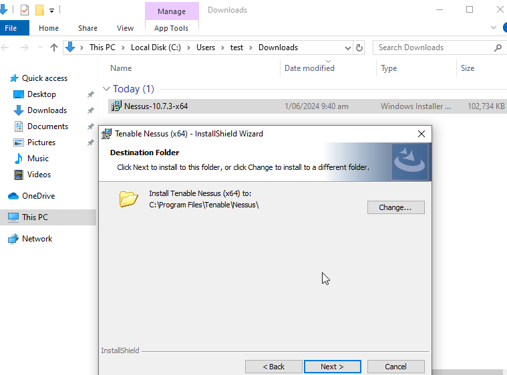 Manage
Downloads
File
Home
Share
View
App Tools
This PC > Local Disk (C:) > Users > test > Downloads
Search Downloads
Name
Date modified
Type
Size
Quick access
Today (1)
Desktop
Nessus-10.7.3-x64
1/06/2024 9:40 am
Windows Installer ...
102,734 KB
Downloads
Documents
Pictures
Music
Videos
OneDrive
This PC
Network
Tenable Nessus (x64) - InstallShield Wizard
Destination Folder
Click Next to install to this folder, or click Change to install to a different folder.
Install Tenable Nessus (x64) to:
C:\Program Files\Tenable\Nessus\
Change...
InstallShield
< Back
Next >
Cancel